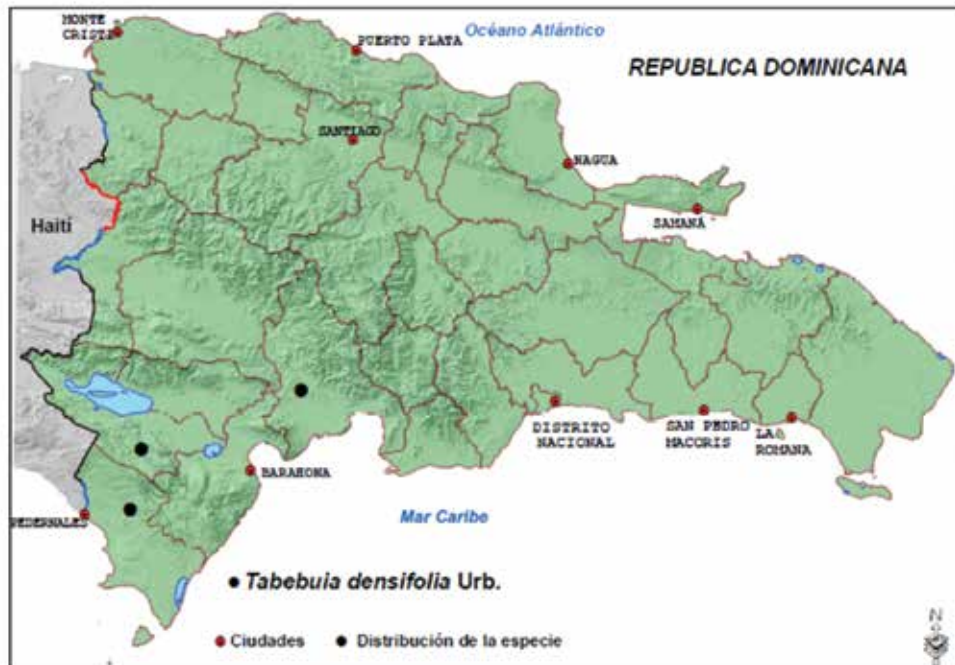 MONTE
CRISTI
PUERTO PLATA
Océano Atlántico
REPUBLICA DOMINICANA
SANTIAGO
NAGUA
SAMANÁ
Haití
DISTRITO
NACIONAL
SAN PEDRO
MACORIS
LA
ROMANA
BARAHONA
PEDERNALES
Mar Caribe
Tabebuia densifolia Urb.
Ciudades
Distribución de la especie
N